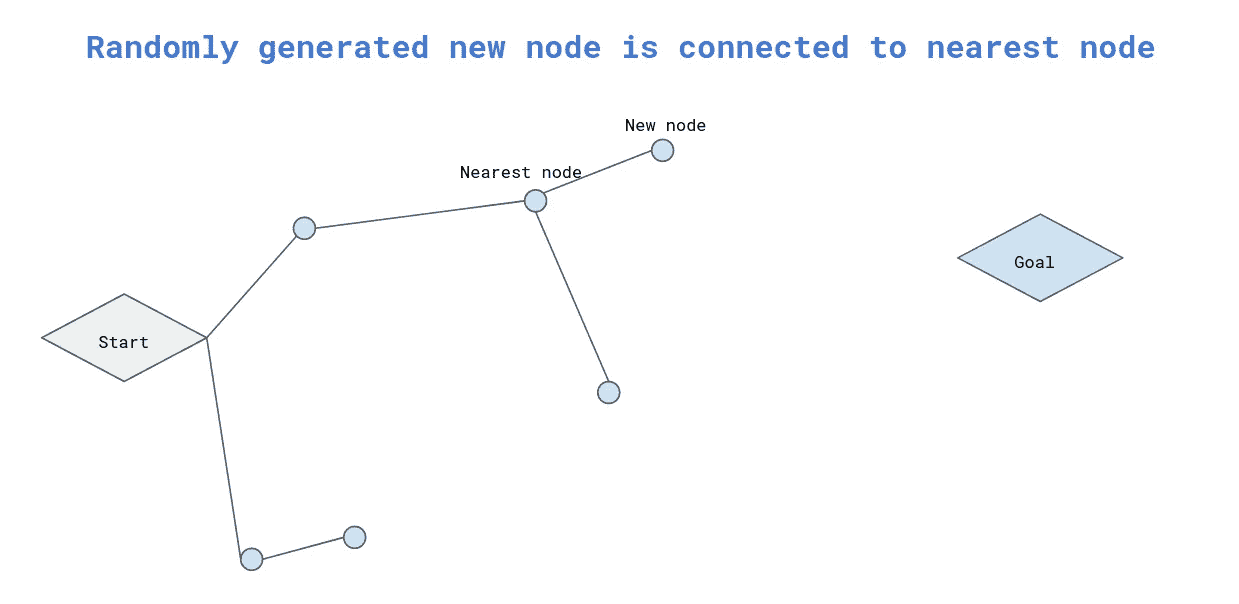 Randomly generated new node is connected to nearest node
New node
Nearest node
Goal
Start